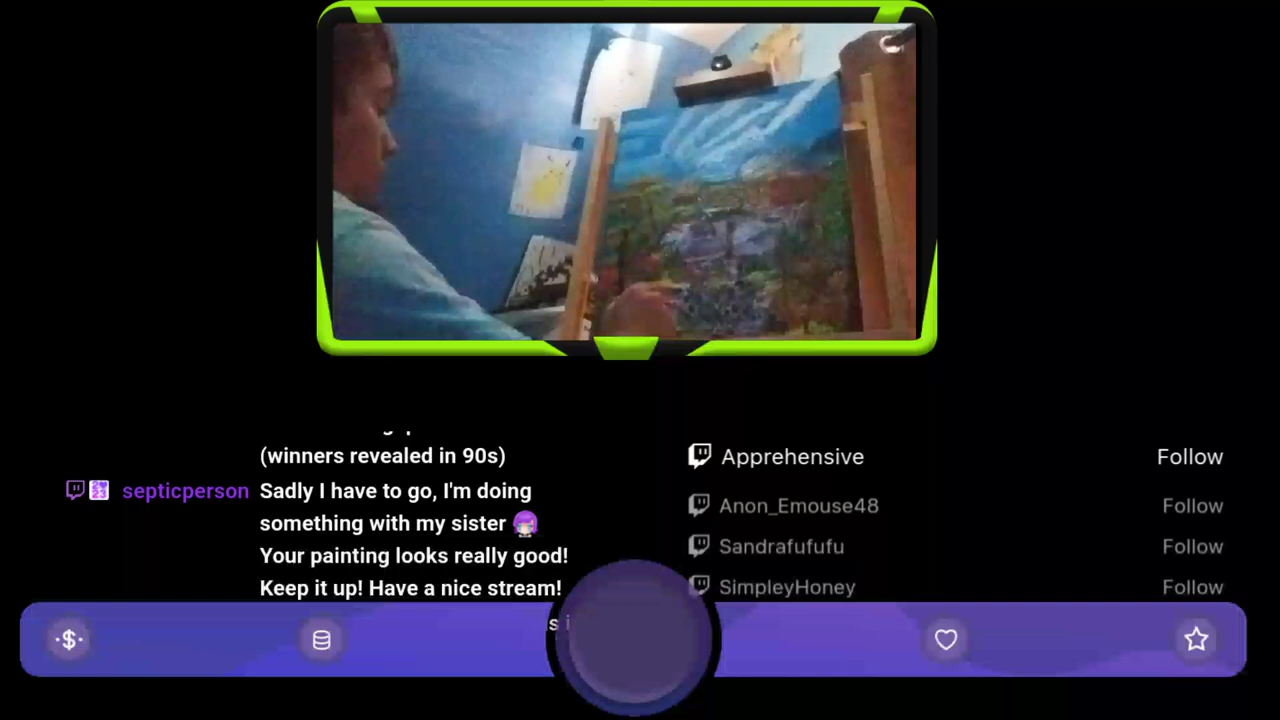 (winners revealed in 90s)
septicperson Sadly I have to go, I'm doing
something with my sister
Your painting looks really good!
Keep it up! Have a nice stream!
Apprehensive Follow
Anon_Emouse48 Follow
Sandrafufufu Follow
SimpleyHoney Follow